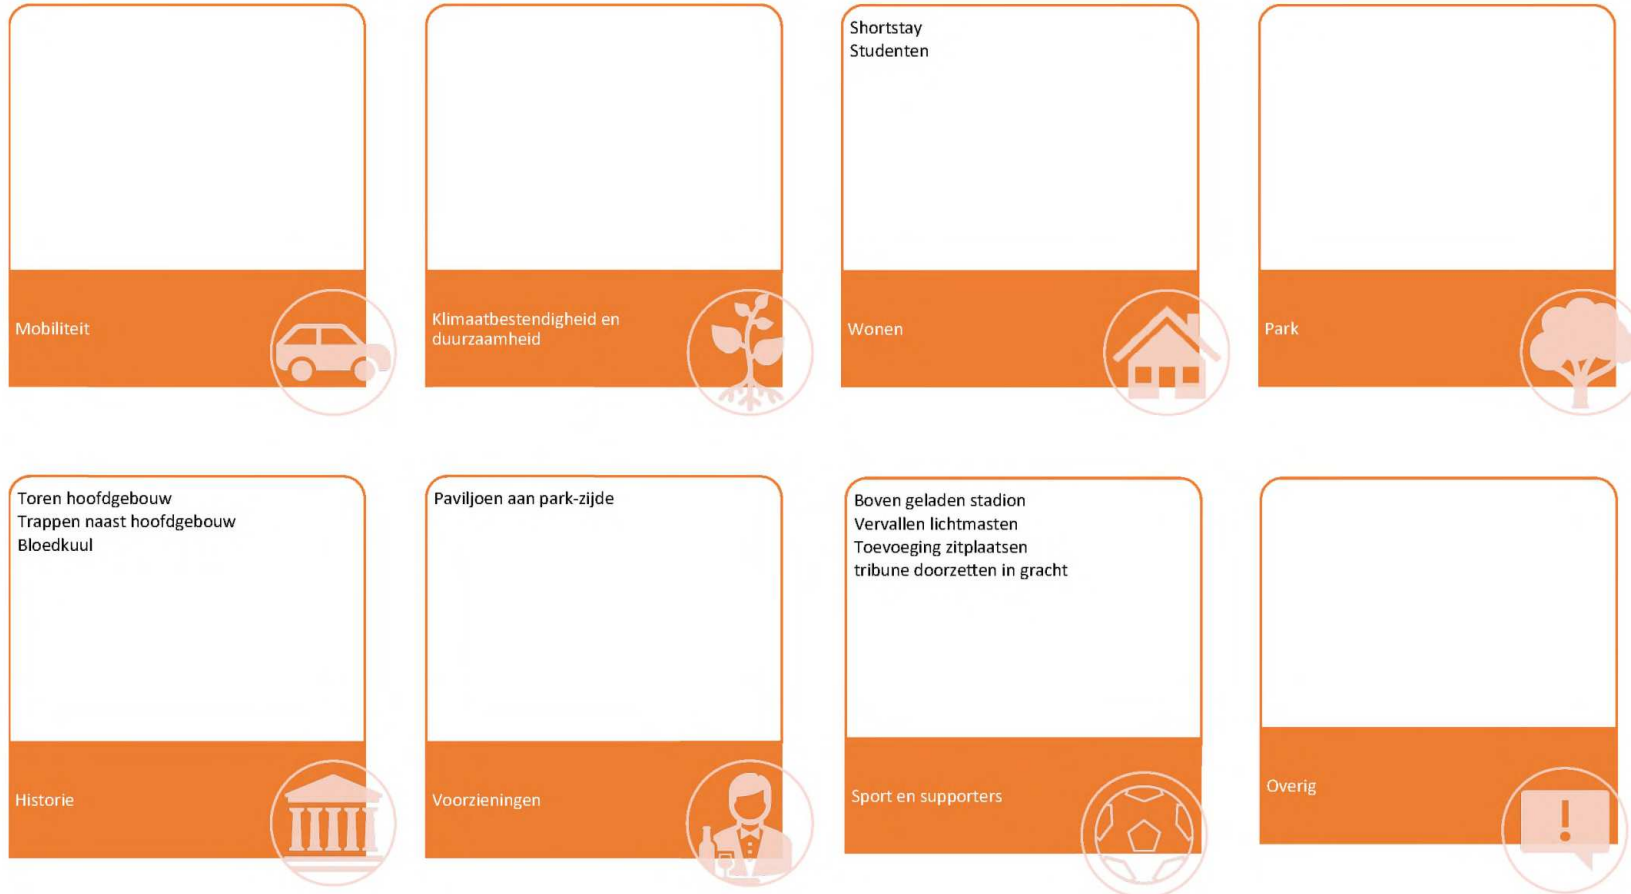 Mobiliteit
Klimaatbestendigheid en
duurzaamheid
Shortstay
Studenten
Wonen
Park
Toren hoofdgebouw
Trappen naast hoofdgebouw
Bloedkuul
Historie
Paviljoen aan park-zijde
Voorzieningen
Boven geladen stadion
Vervallen lichtmasten
Toevoeging zitplaatsen
tribune doorzetten in gracht
Sport en supporters
Overig